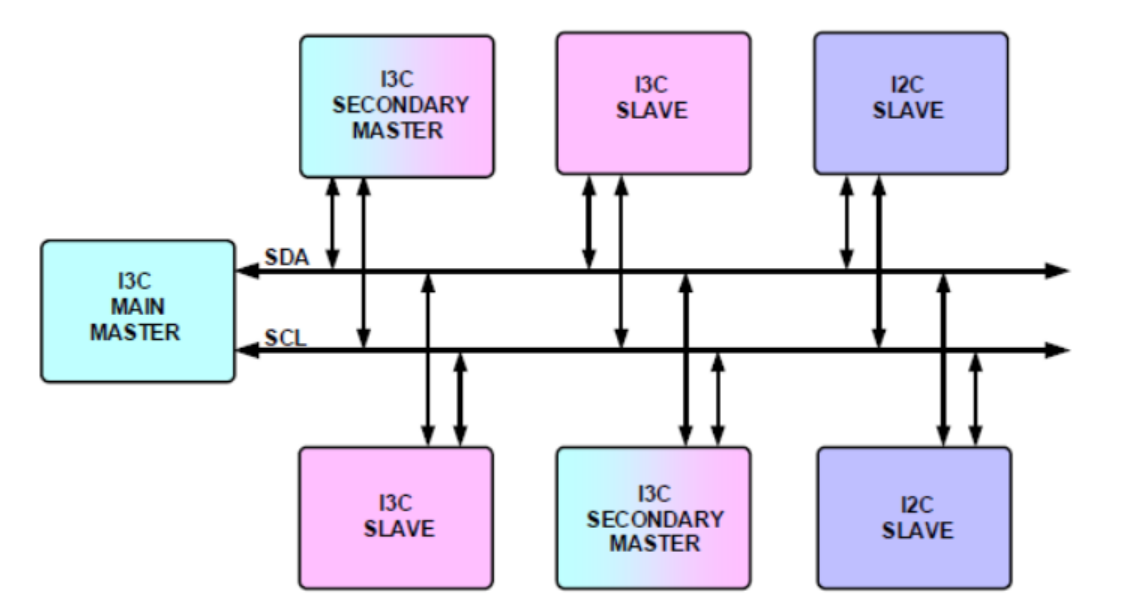 I3C
SECONDARY
MASTER
I3C
SLAVE
I2C
SLAVE
I3C
MAIN
MASTER
SDA
SCL
I3C
SLAVE
I3C
SECONDARY
MASTER
I2C
SLAVE